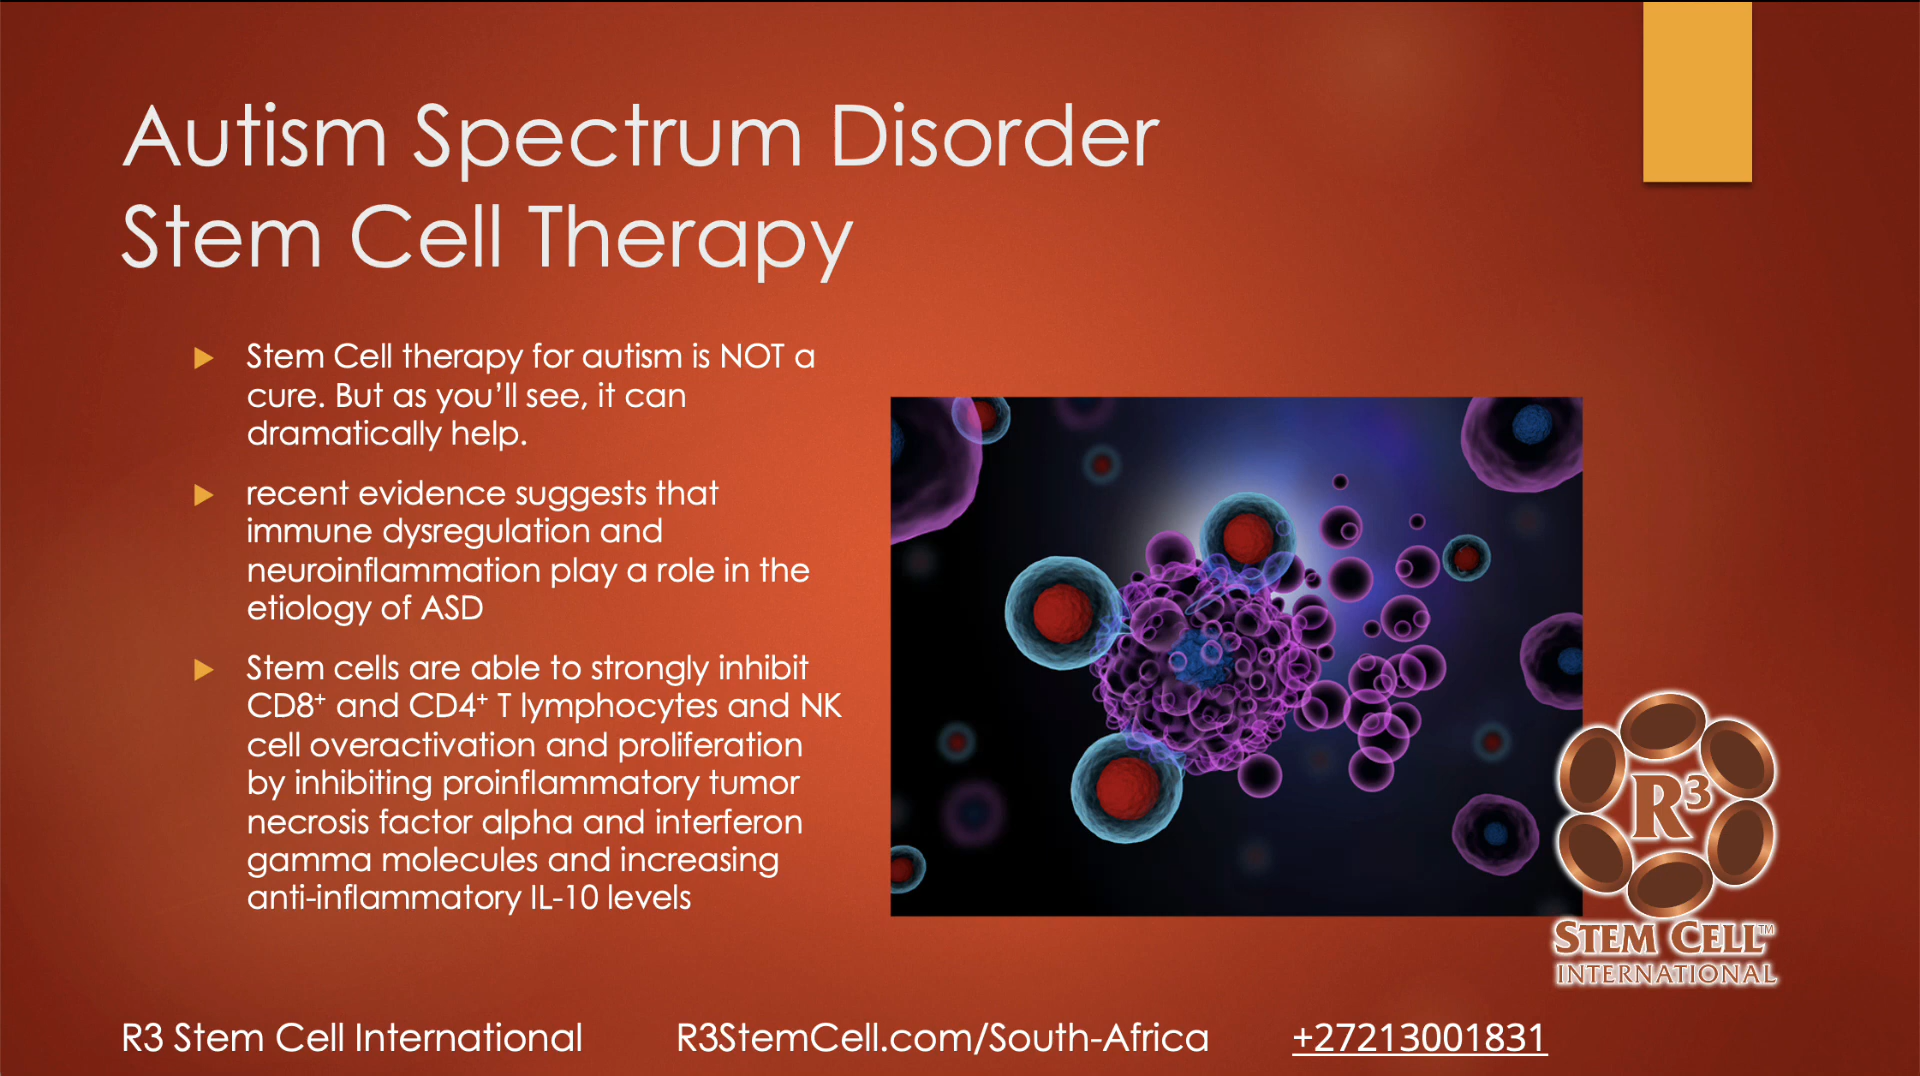 Autism Spectrum Disorder
Stem Cell Therapy
Stem Cell therapy for autism is NOT a
cure. But as you’ll see, it can
dramatically help.
recent evidence suggests that
immune dysregulation and
neuroinflammation play a role in the
etiology of ASD
Stem cells are able to strongly inhibit
CD8⁺ and CD4⁺ T lymphocytes and NK
cell overactivation and proliferation
by inhibiting proinflammatory tumor
necrosis factor alpha and interferon
gamma molecules and increasing
anti-inflammatory IL-10 levels
R³
STEM CELL™
INTERNATIONAL
R3 Stem Cell International
R3StemCell.com/South-Africa
+27213001831